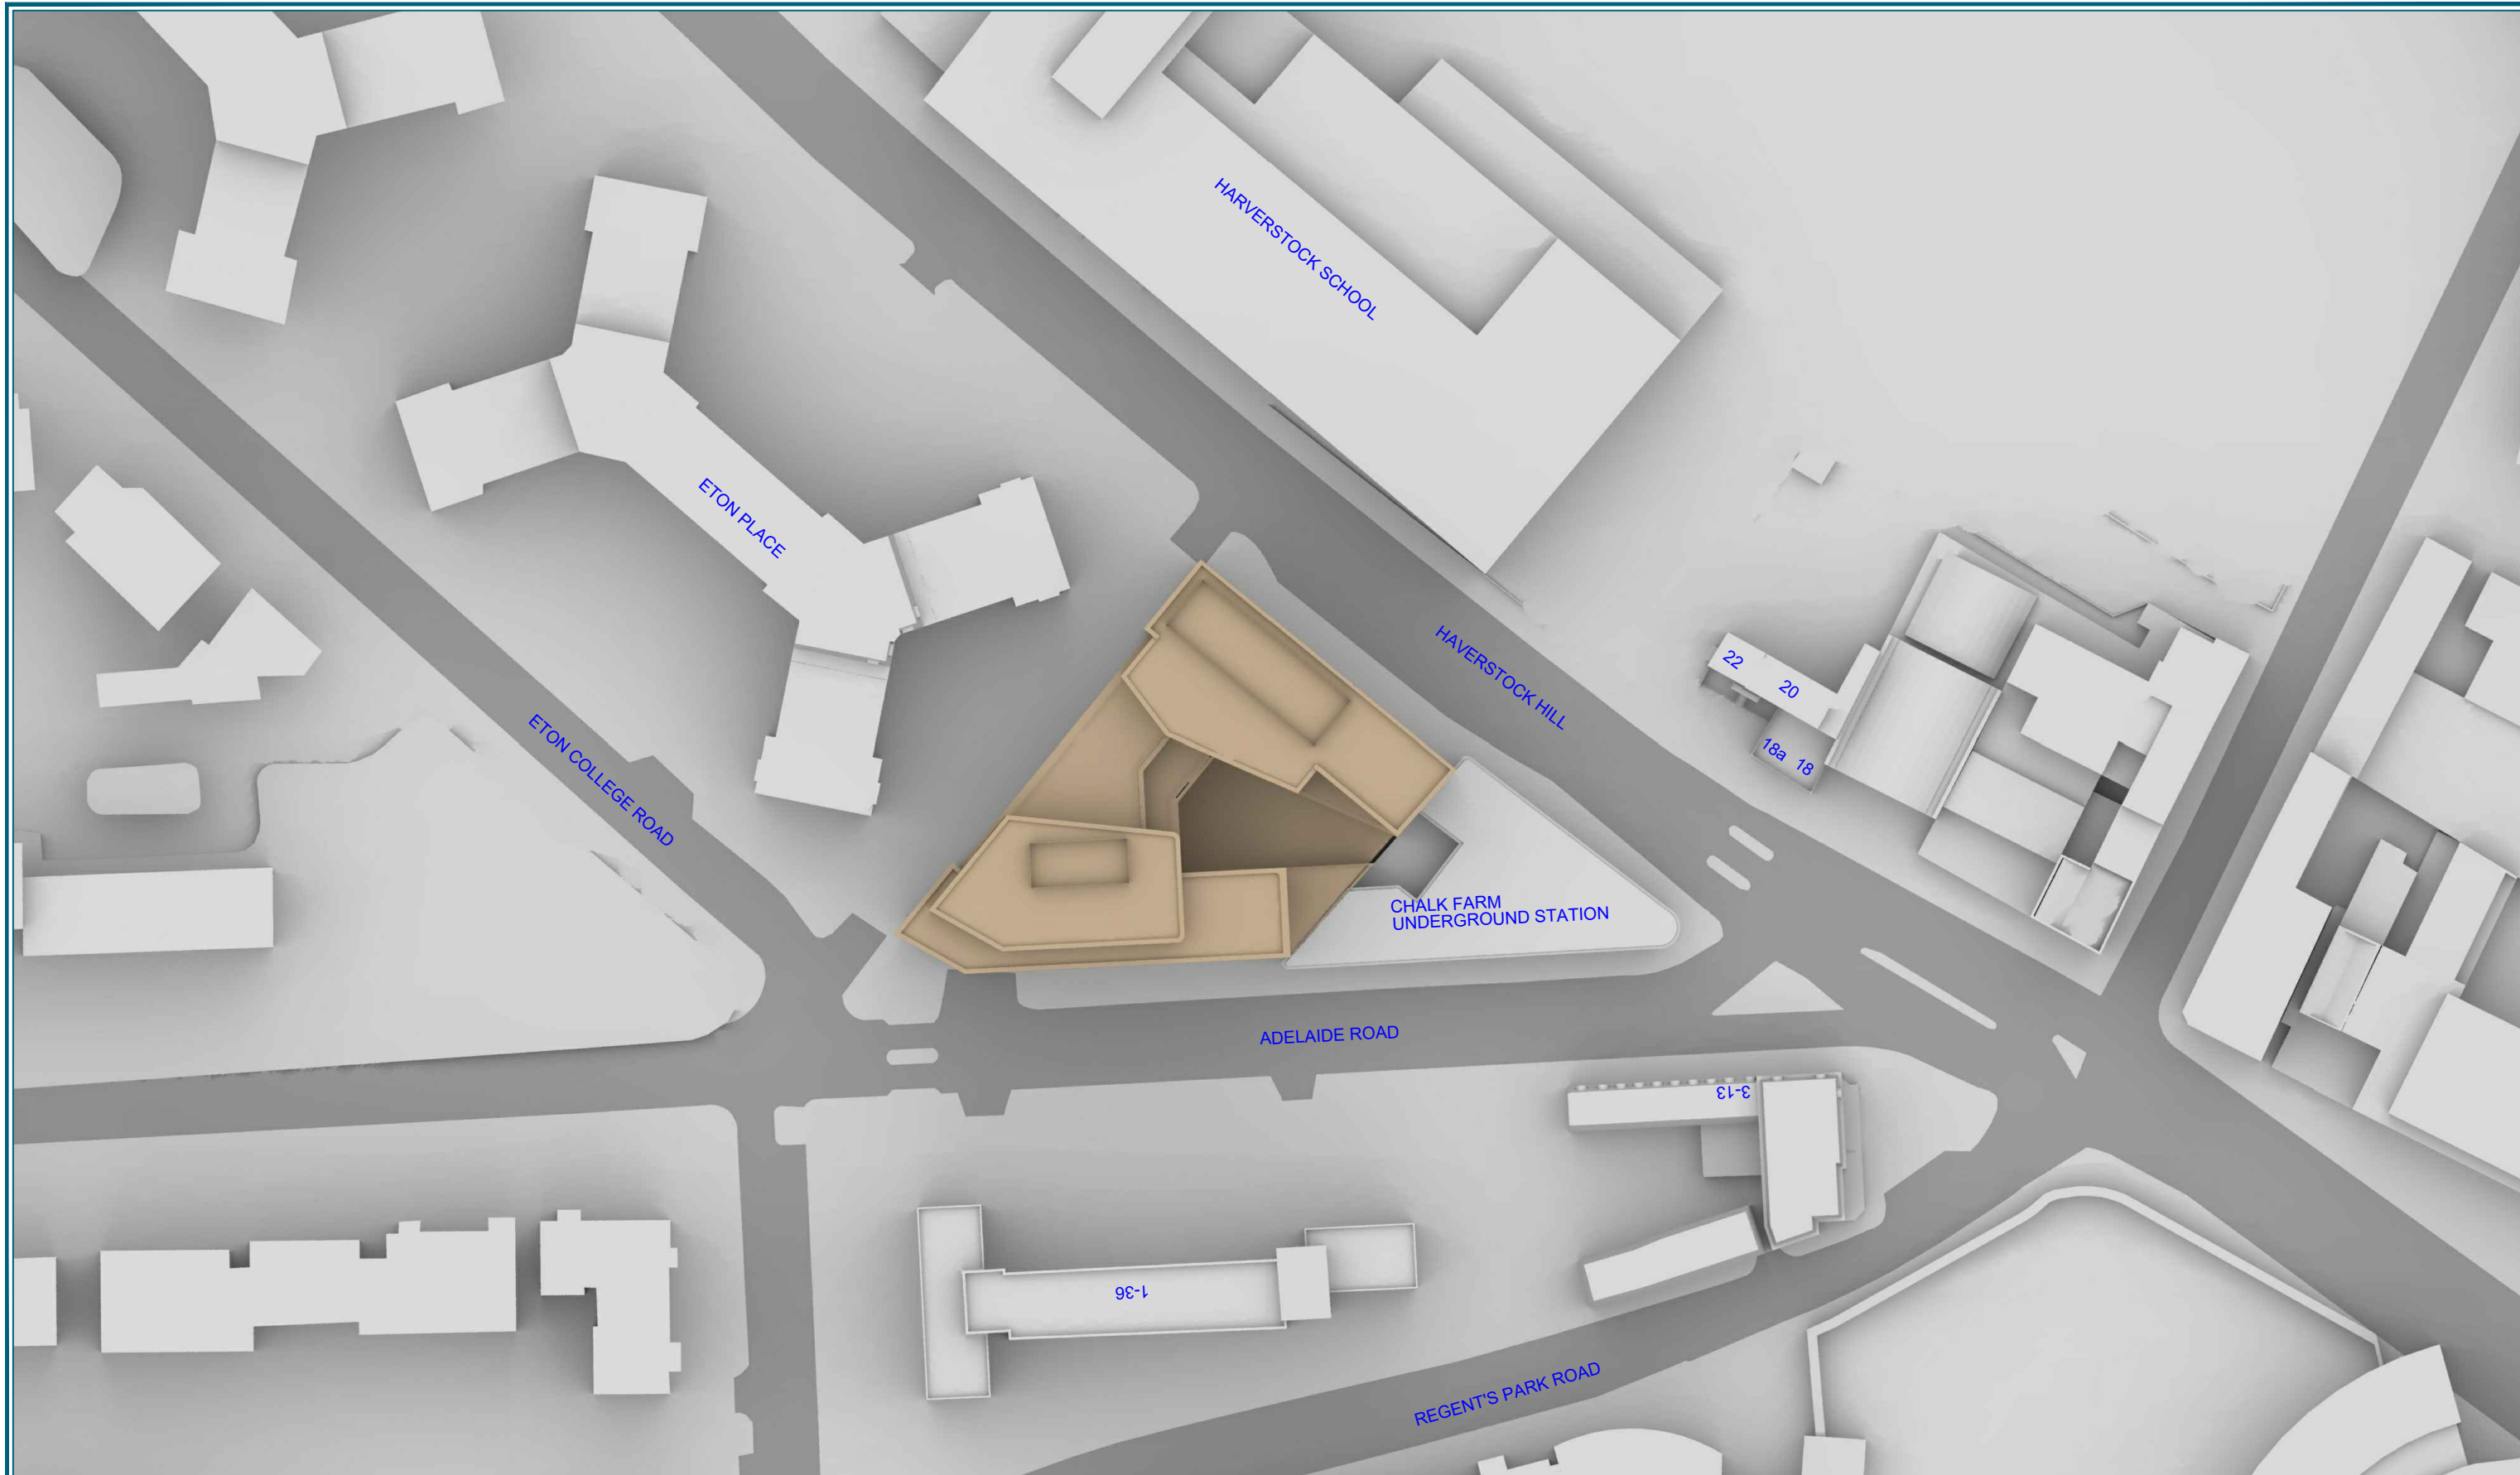 HARVERSTOCK SCHOOL
ETON PLACE
HAVERSTOCK HILL
22
20
18a 18
ETON COLLEGE ROAD
CHALK FARM
UNDERGROUND STATION
ADELAIDE ROAD
3-13
1-36
REGENT'S PARK ROAD